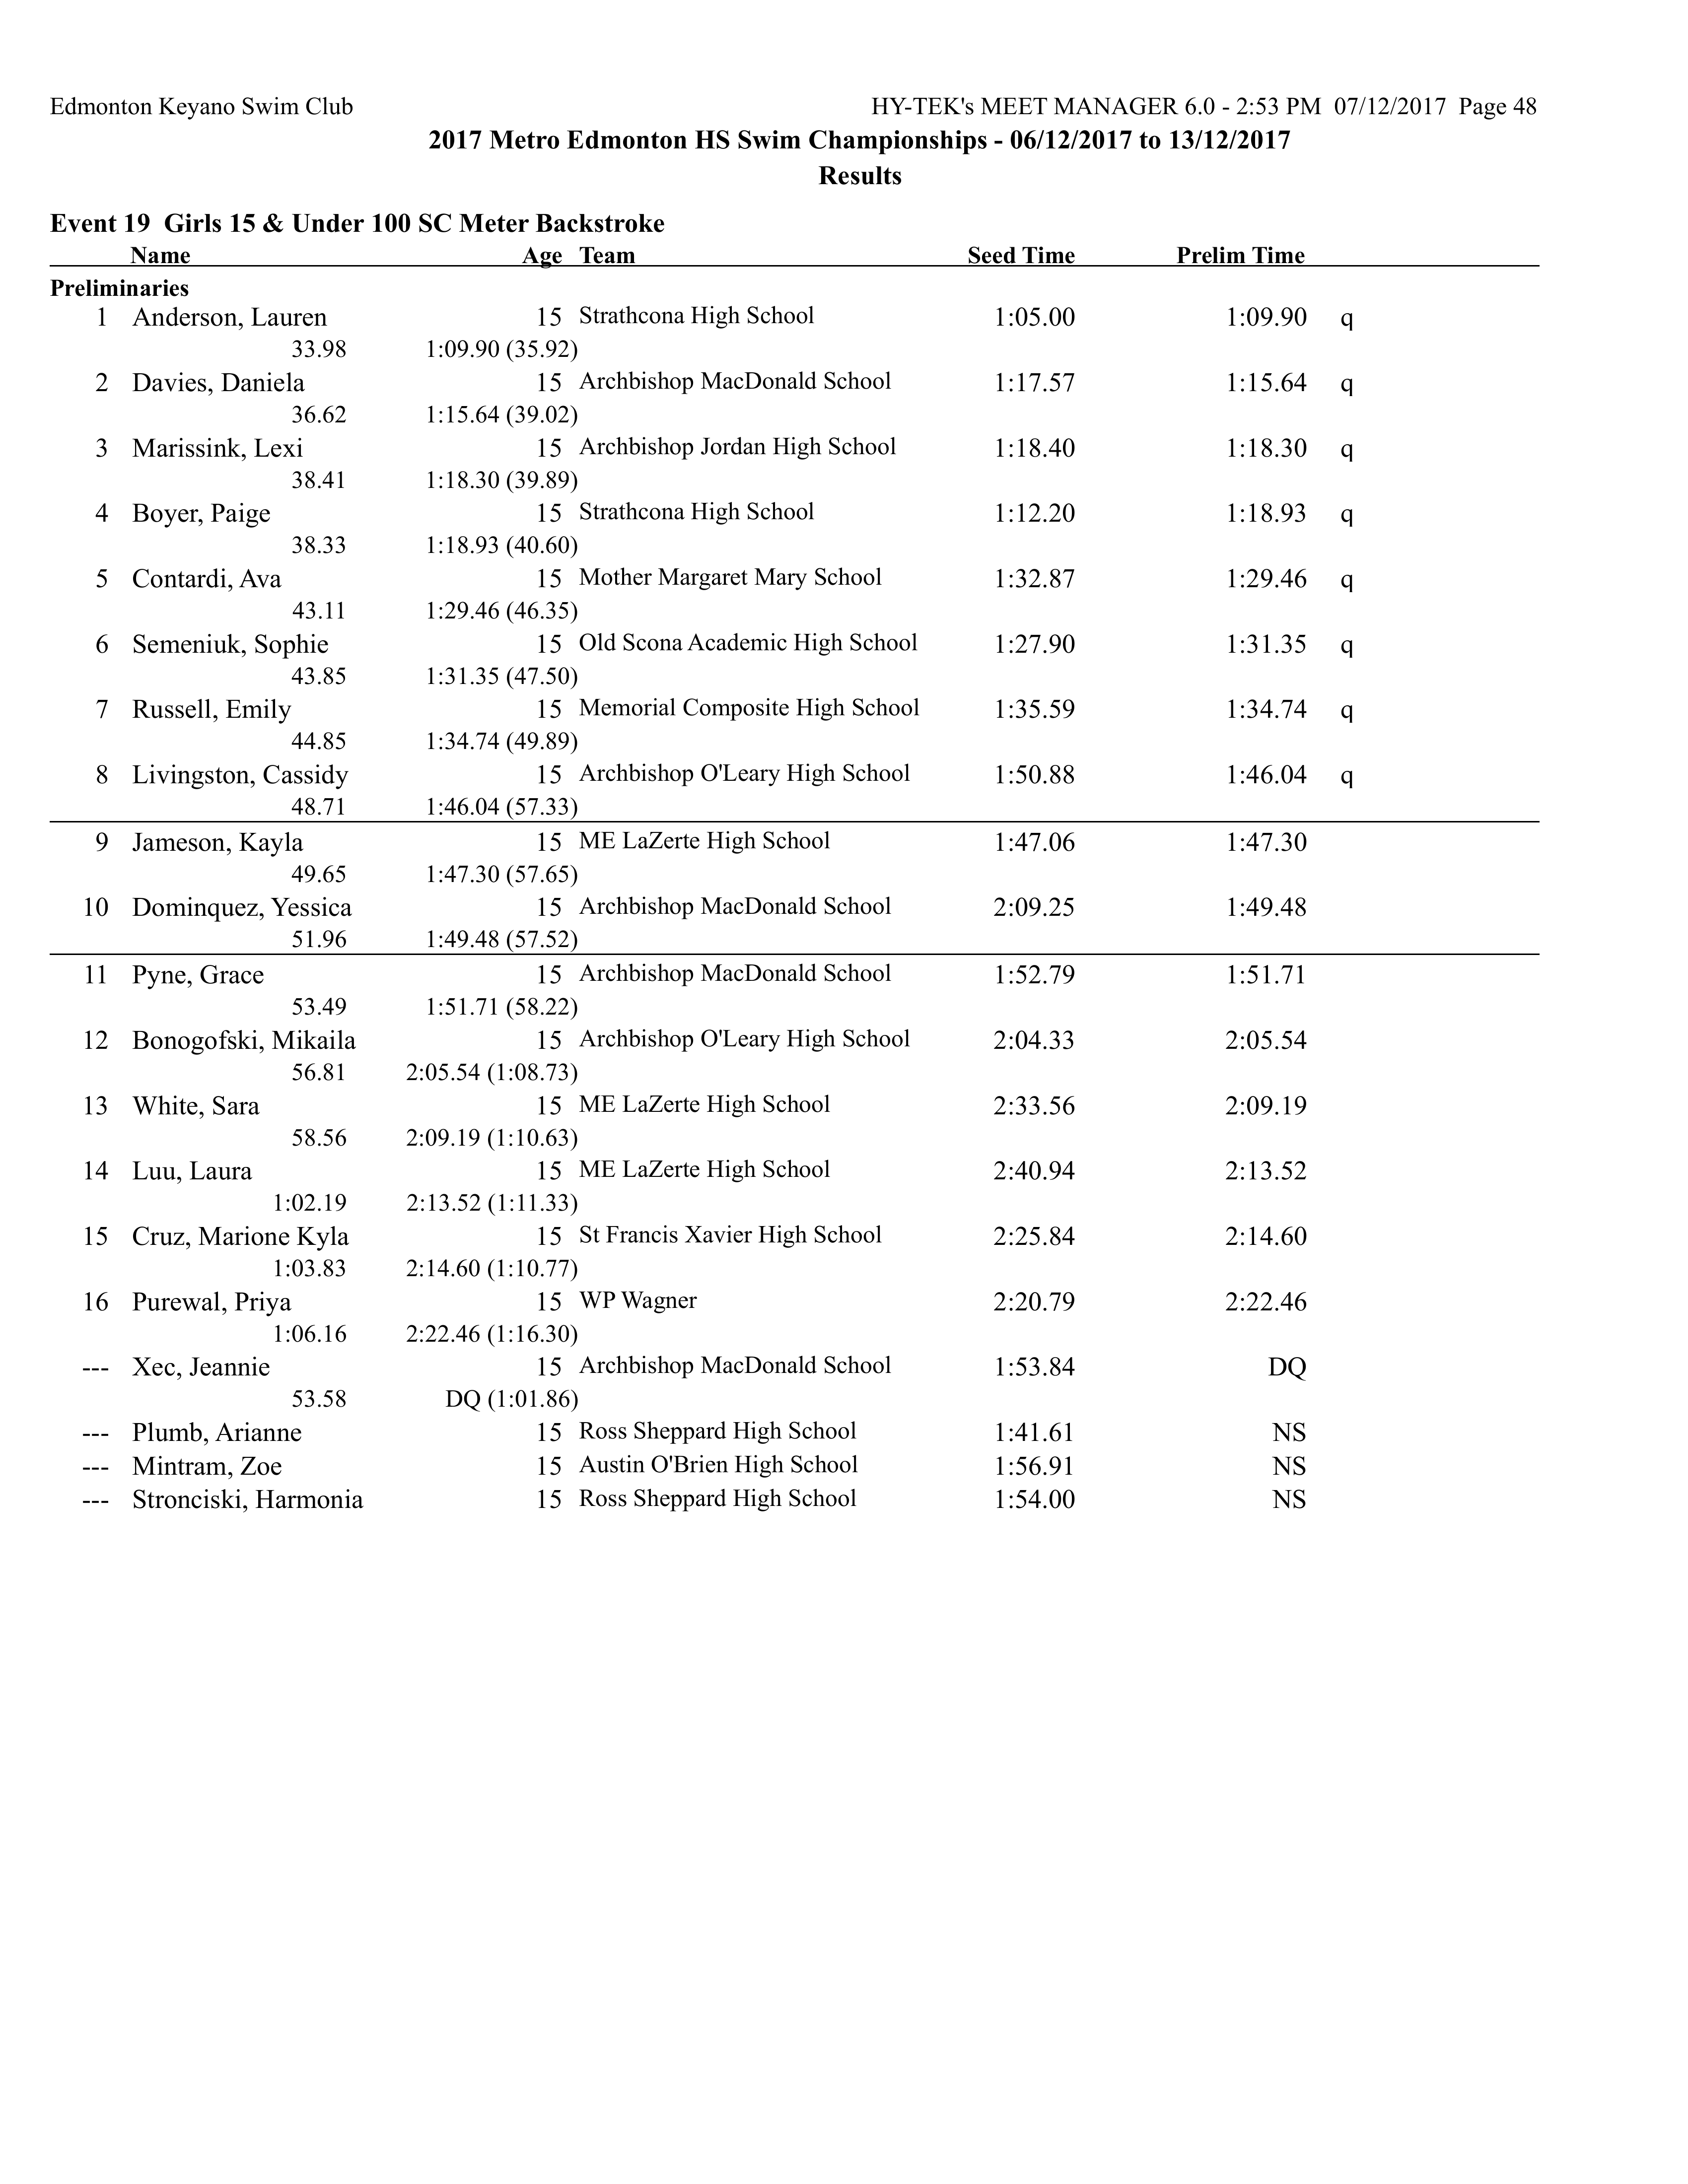 Edmonton Keyano Swim Club HY-TEK's MEET MANAGER 6.0 - 2:53 PM 07/12/2017 Page 48
2017 Metro Edmonton HS Swim Championships - 06/12/2017 to 13/12/2017
Results
Event 19 Girls 15 & Under 100 SC Meter Backstroke
Name Age Team Seed Time Prelim Time
Preliminaries
1 Anderson, Lauren 15 Strathcona High School 1:05.00 1:09.90 q
33.98 1:09.90 (35.92)
2 Davies, Daniela 15 Archbishop MacDonald School 1:17.57 1:15.64 q
36.62 1:15.64 (39.02)
3 Marissink, Lexi 15 Archbishop Jordan High School 1:18.40 1:18.30 q
38.41 1:18.30 (39.89)
4 Boyer, Paige 15 Strathcona High School 1:12.20 1:18.93 q
38.33 1:18.93 (40.60)
5 Contardi, Ava 15 Mother Margaret Mary School 1:32.87 1:29.46 q
43.11 1:29.46 (46.35)
6 Semeniuk, Sophie 15 Old Scona Academic High School 1:27.90 1:31.35 q
43.85 1:31.35 (47.50)
7 Russell, Emily 15 Memorial Composite High School 1:35.59 1:34.74 q
44.85 1:34.74 (49.89)
8 Livingston, Cassidy 15 Archbishop O'Leary High School 1:50.88 1:46.04 q
48.71 1:46.04 (57.33)
9 Jameson, Kayla 15 ME LaZerte High School 1:47.06 1:47.30
49.65 1:47.30 (57.65)
10 Dominquez, Yessica 15 Archbishop MacDonald School 2:09.25 1:49.48
51.96 1:49.48 (57.52)
11 Pyne, Grace 15 Archbishop MacDonald School 1:52.79 1:51.71
53.49 1:51.71 (58.22)
12 Bonogofski, Mikaila 15 Archbishop O'Leary High School 2:04.33 2:05.54
56.81 2:05.54 (1:08.73)
13 White, Sara 15 ME LaZerte High School 2:33.56 2:09.19
58.56 2:09.19 (1:10.63)
14 Luu, Laura 15 ME LaZerte High School 2:40.94 2:13.52
1:02.19 2:13.52 (1:11.33)
15 Cruz, Marione Kyla 15 St Francis Xavier High School 2:25.84 2:14.60
1:03.83 2:14.60 (1:10.77)
16 Purewal, Priya 15 WP Wagner 2:20.79 2:22.46
1:06.16 2:22.46 (1:16.30)
--- Xec, Jeannie 15 Archbishop MacDonald School 1:53.84 DQ
53.58 DQ (1:01.86)
--- Plumb, Arianne 15 Ross Sheppard High School 1:41.61 NS
--- Mintram, Zoe 15 Austin O'Brien High School 1:56.91 NS
--- Stronciski, Harmonia 15 Ross Sheppard High School 1:54.00 NS